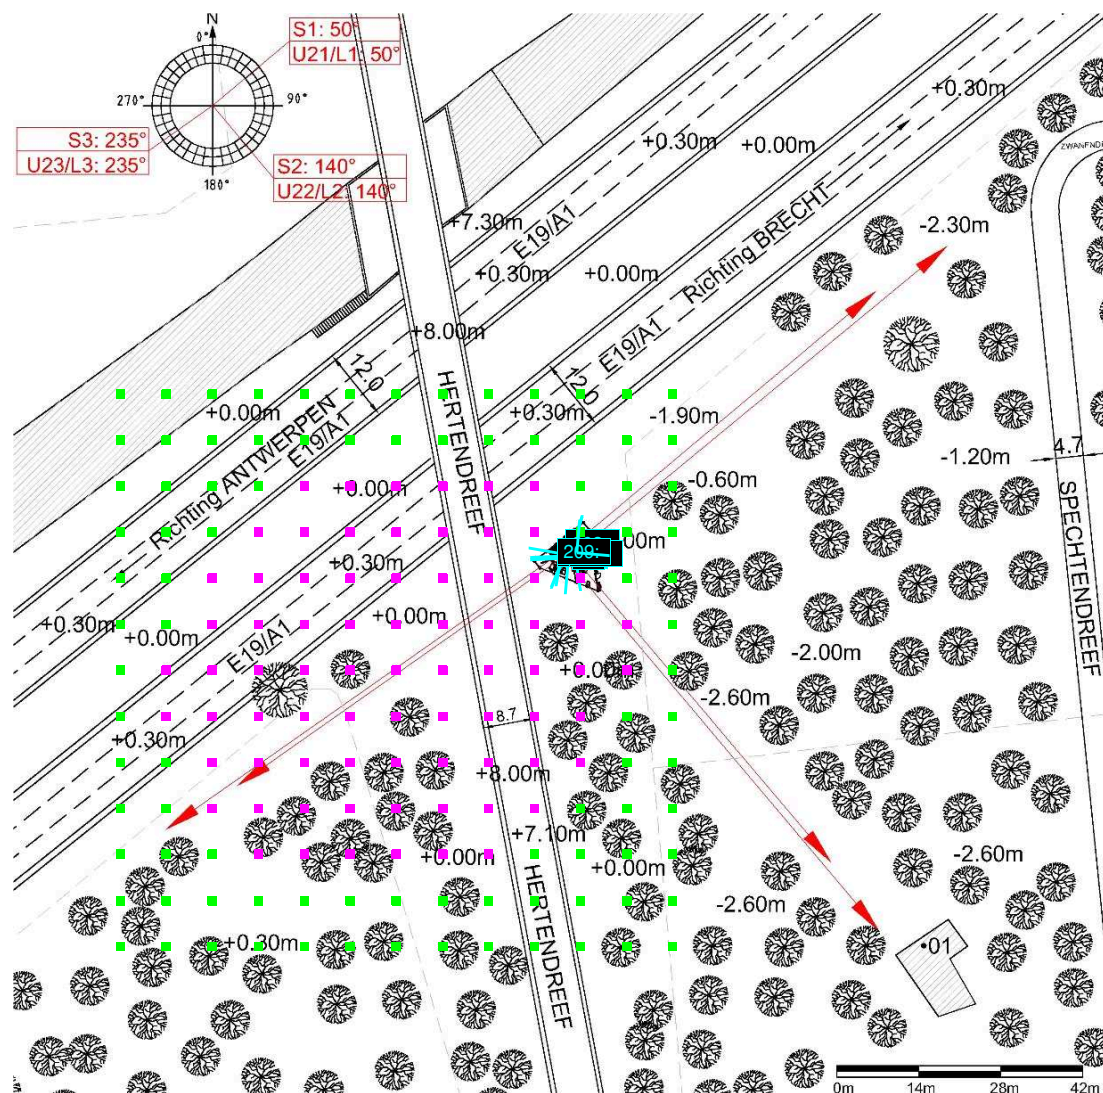 N
0°
S1: 50°
U21/L1: 50°
270°
90°
S3: 235°
U23/L3: 235°
S2: 140°
U22/L2: 140°
180°
+0.30m
+0.30m
+0.00m
+7.30m
E19/A1
-2.30m
+0.30m
+0.00m
Richting BRECHT
+8.00m
E19/A1
12.0
12.0
HERTENDREEF
+0.00m
+0.30m
-1.90m
E19/A1
Richting ANTWERPEN
-1.20m
4.7
+0.00m
-0.60m
SPECHTENDREEF
00m
209:
+0.30m
+0.00m
+0.30m
+0.00m
E19/A1
-2.00m
+0.00m
-2.60m
8.7
+0.30m
+8.00m
+7.10m
+0.00m
+0.00m
-2.60m
HERTENDREEF
-2.60m
+0.30m
01
HERTENDREEF
0m
14m
28m
42m